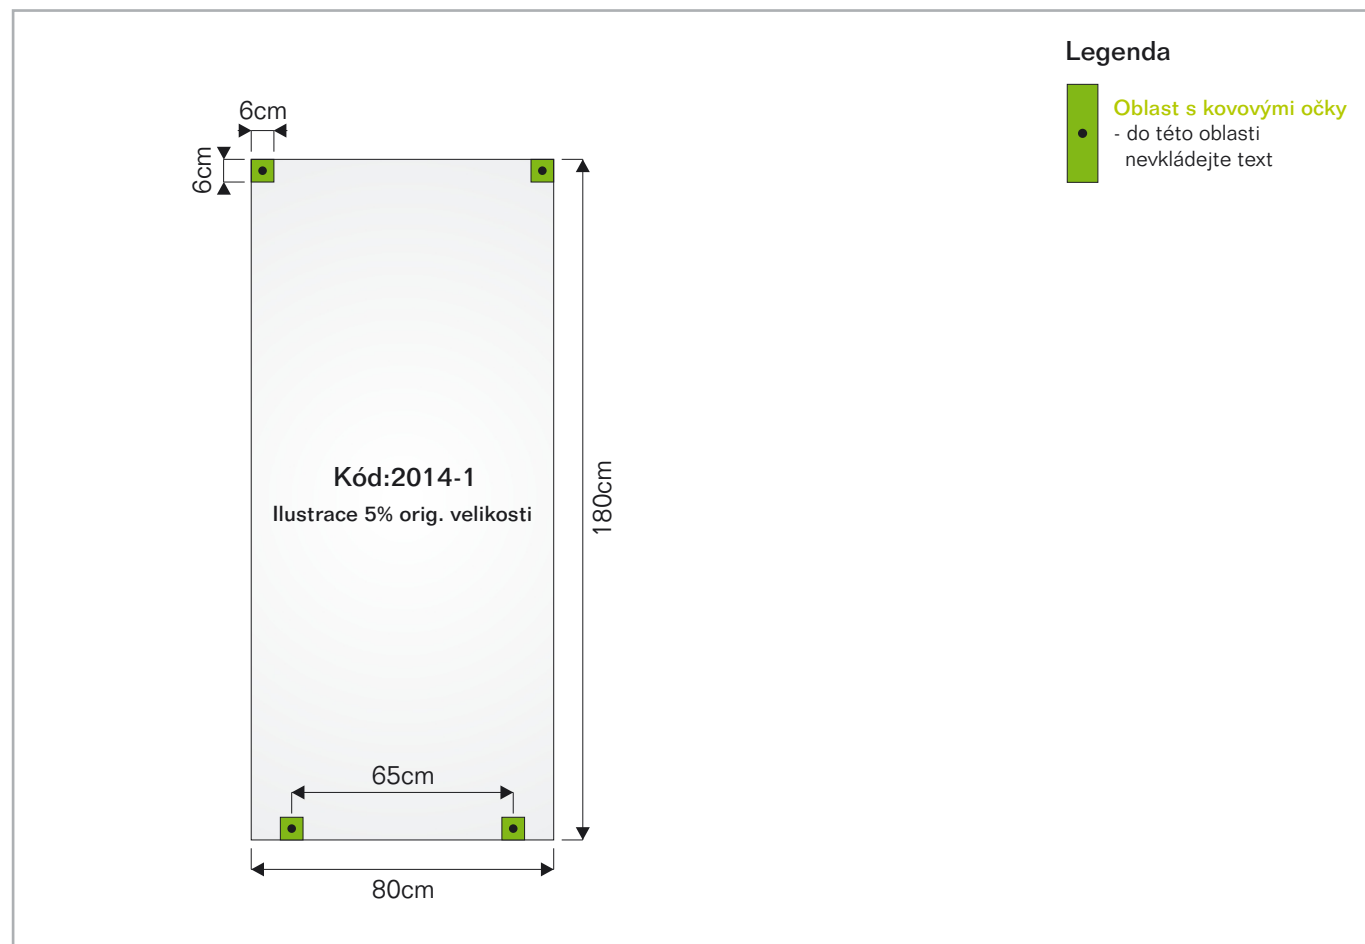 Legenda
Oblast s kovovými očky
- do této oblasti
nevkládejte text
6cm
6cm
Kód:2014-1
Ilustrace 5% orig. velikosti
180cm
65cm
80cm